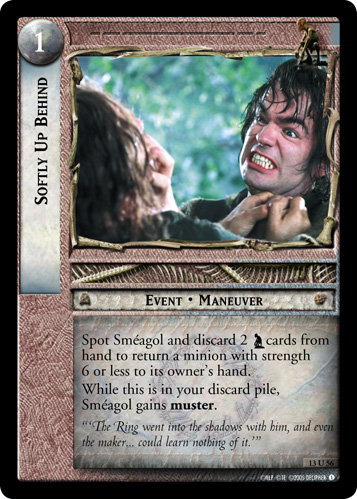 1
SOFTLY UP BEHIND
EVENT • MANEUVER
Spot Sméagol and discard 2 cards from
hand to return a minion with strength
6 or less to its owner's hand.
While this is in your discard pile,
Sméagol gains muster.
“‘The Ring went into the shadows with him, and even
the maker... could learn nothing of it.’”
13 U 56